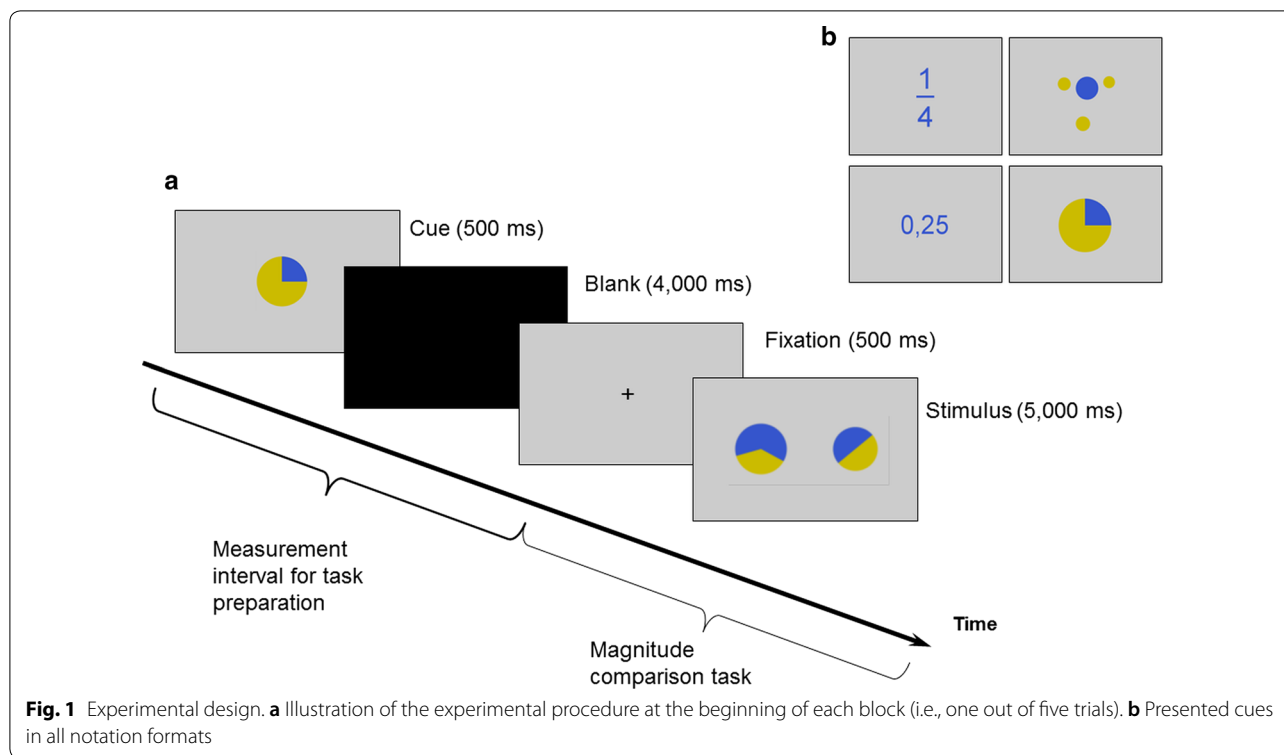 b
1
4
0,25
a
Cue (500 ms)
Blank (4,000 ms)
Fixation (500 ms)
+
Stimulus (5,000 ms)
Measurement
interval for task
preparation
Magnitude
comparison task
Time
Fig. 1 Experimental design. a Illustration of the experimental procedure at the beginning of each block (i.e., one out of five trials). b Presented cues
in all notation formats